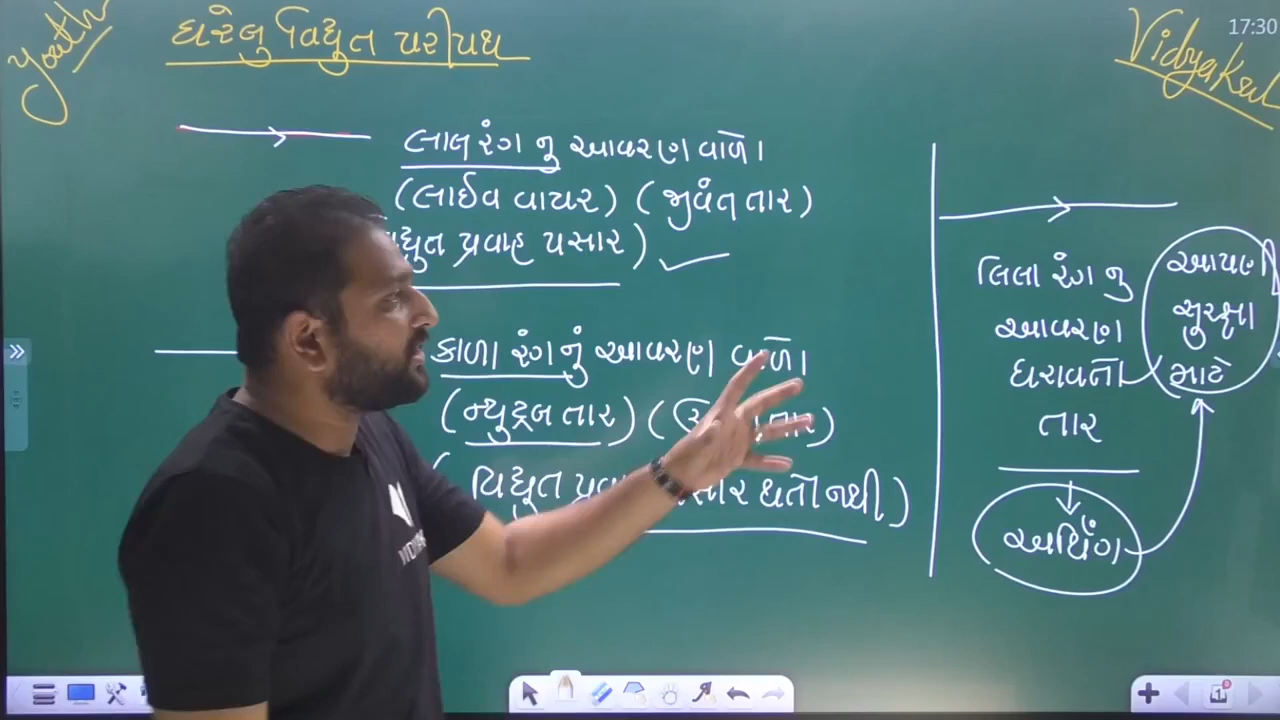 Youth
ઘરેલુ વિદ્યુત પરીપથ
Vidyakul
17:30
લાલ રંગ નુ આવરણ વાળો
(લાઈવ વાયર) (જીવંત તાર)
પ્રવાહ પસાર)
કાળા રંગનું આવરણ વાળો
(ન્યુટ્રલ તાર) ( તાર)
(વિદ્યુત થતો નથી)
લિલા રંગ નુ
આવરણ
ધરાવતો
તાર
અર્થિંગ
આપણી
સુરક્ષા
માટે